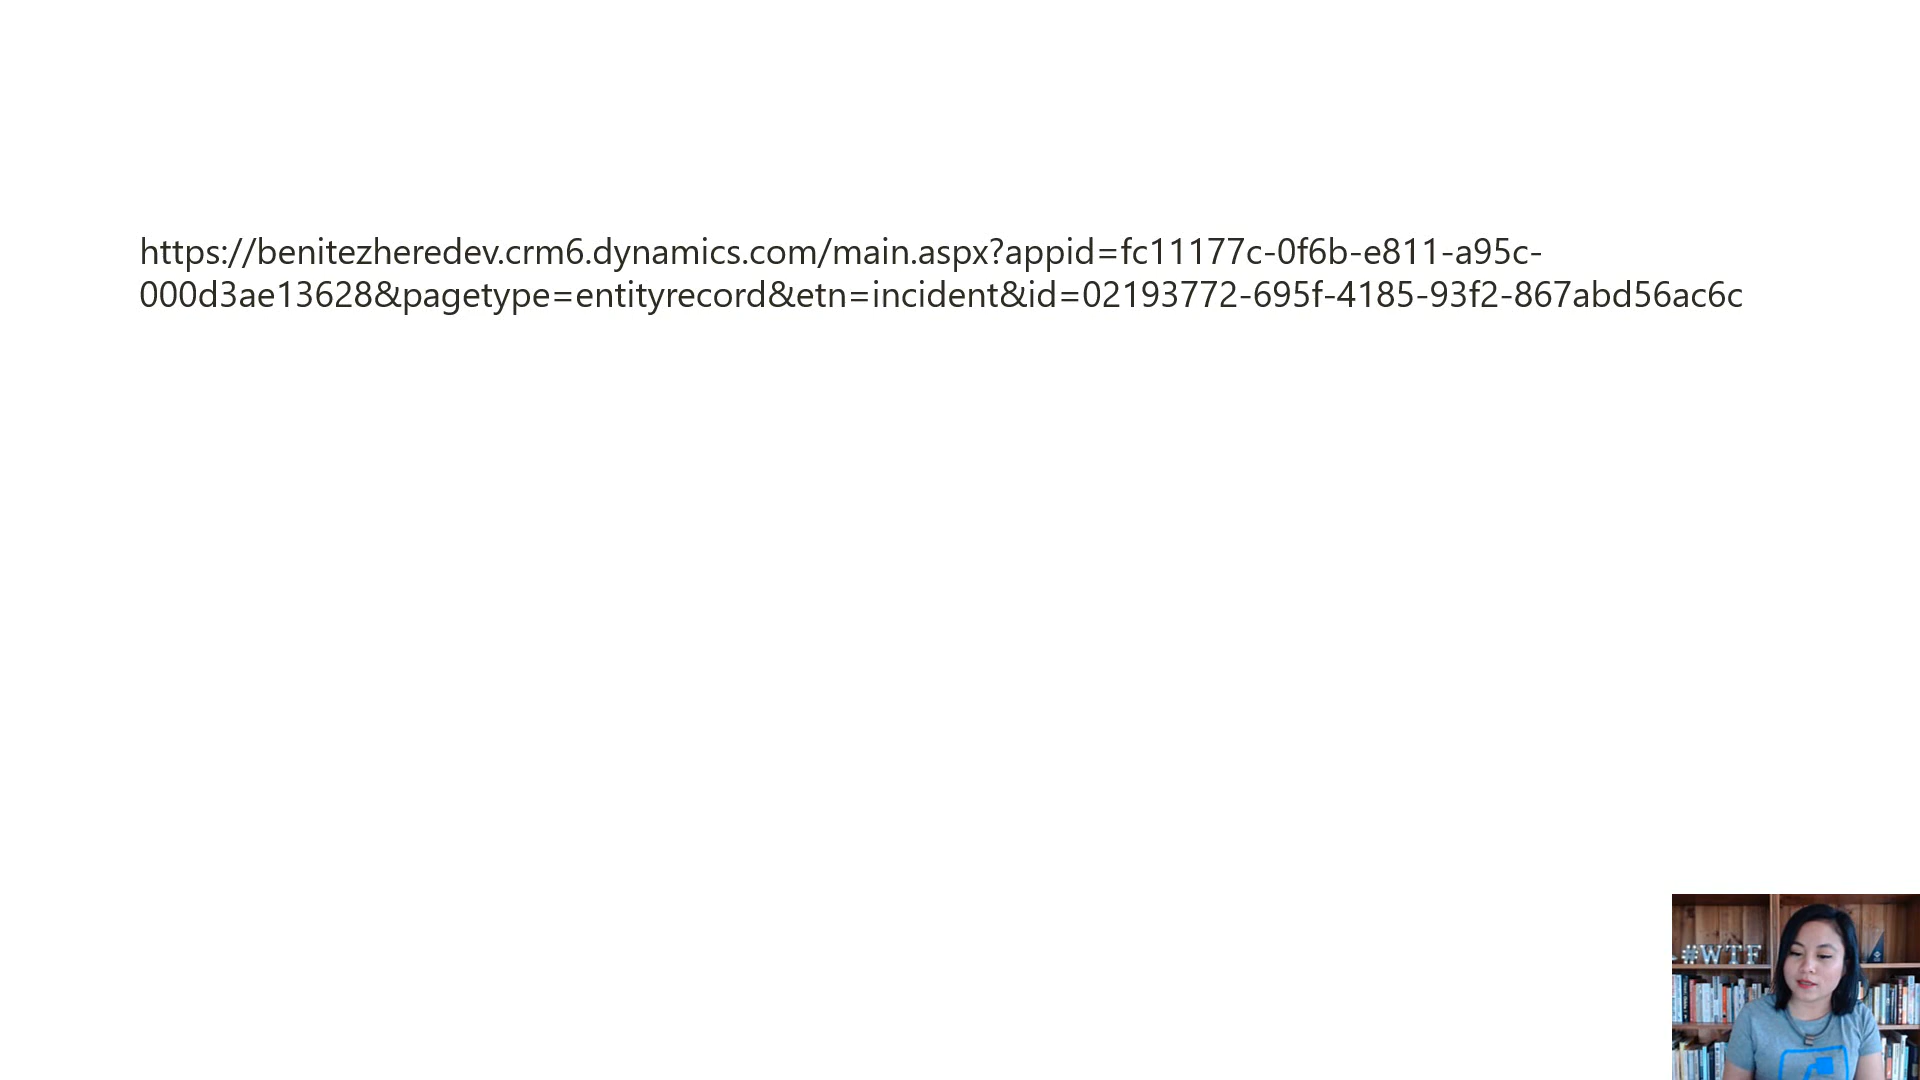 https://benitezheredev.crm6.dynamics.com/main.aspx?appid=fc11177c-0f6b-e811-a95c-
000d3ae13628&pagetype=entityrecord&etn=incident&id=02193772-695f-4185-93f2-867abd56ac6c
#WTF